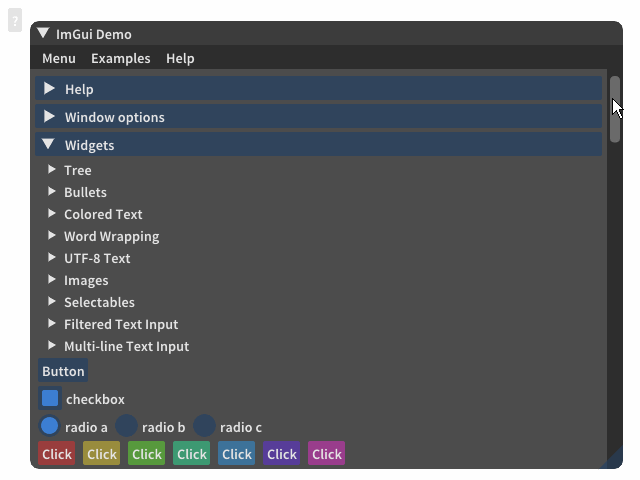 ?
ImGui Demo
Menu Examples Help
Help
Window options
Widgets
Tree
Bullets
Colored Text
Word Wrapping
UTF-8 Text
Images
Selectables
Filtered Text Input
Multi-line Text Input
Button
checkbox
radio a radio b radio c
Click Click Click Click Click Click Click